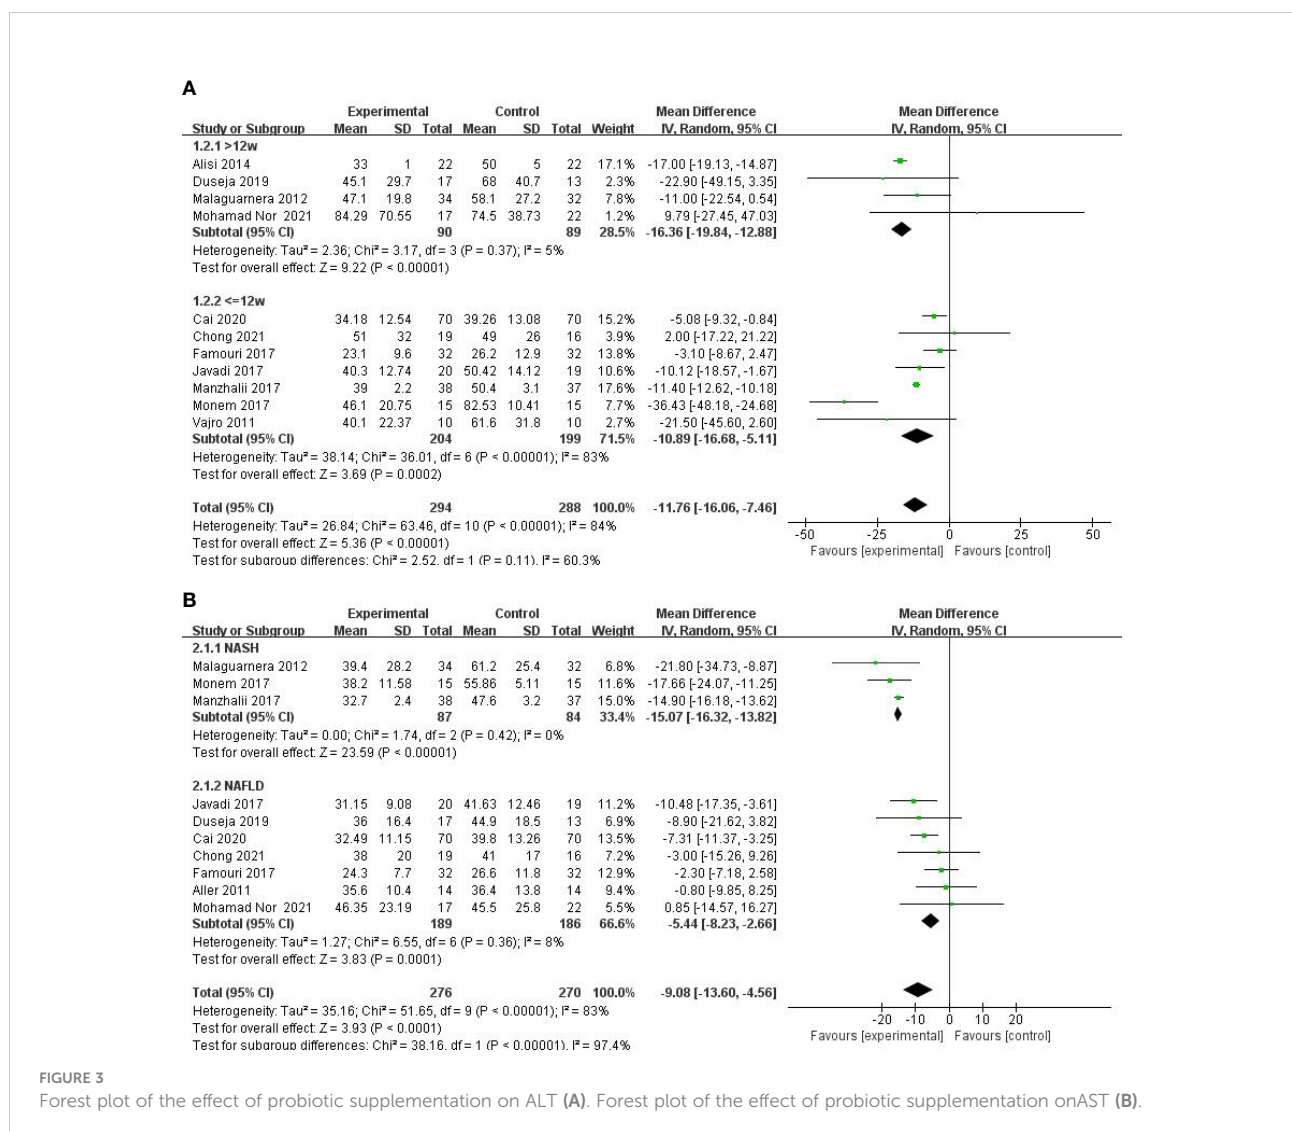 A
Experimental Control Mean Difference Mean Difference
Study or Subgroup Mean SD Total Mean SD Total Weight IV, Random, 95% CI IV, Random, 95% CI
1.2.1 >12w
Alisi 2014 33 1 22 50 5 22 17.1% -17.00 [-19.13, -14.87]
Duseja 2019 45.1 29.7 17 68 40.7 13 2.3% -22.90 [-49.15, 3.35]
Malaguarnera 2012 47.1 19.8 34 58.1 27.2 32 7.8% -11.00 [-22.54, 0.54]
Mohamad Nor 2021 84.29 70.55 17 74.5 38.73 22 1.2% 9.79 [-27.45, 47.03]
Subtotal (95% CI) 90 89 28.5% -16.36 [-19.84, -12.88]
Heterogeneity: Tau² = 2.36; Chi² = 3.17, df = 3 (P = 0.37); I² = 5%
Test for overall effect: Z = 9.22 (P < 0.00001)
1.2.2 <=12w
Cai 2020 34.18 12.54 70 39.26 13.08 70 15.2% -5.08 [-9.32, -0.84]
Chong 2021 51 32 19 49 26 16 3.9% 2.00 [-17.22, 21.22]
Famouri 2017 23.1 9.6 32 26.2 12.9 32 13.8% -3.10 [-8.67, 2.47]
Javadi 2017 40.3 12.74 20 50.42 14.12 19 10.6% -10.12 [-18.57, -1.67]
Manzhalii 2017 39 2.2 38 50.4 3.1 37 17.6% -11.40 [-12.62, -10.18]
Monem 2017 46.1 20.75 15 82.53 10.41 15 7.7% -36.43 [-48.18, -24.68]
Vajro 2011 40.1 22.37 10 61.6 31.8 10 2.7% -21.50 [-45.60, 2.60]
Subtotal (95% CI) 204 199 71.5% -10.89 [-16.68, -5.11]
Heterogeneity: Tau² = 38.14; Chi² = 36.01, df = 6 (P < 0.00001); I² = 83%
Test for overall effect: Z = 3.69 (P = 0.0002)
Total (95% CI) 294 288 100.0% -11.76 [-16.06, -7.46]
Heterogeneity: Tau² = 26.84; Chi² = 63.46, df = 10 (P < 0.00001); I² = 84%
Test for overall effect: Z = 5.36 (P < 0.00001)
Test for subgroup differences: Chi² = 2.52, df = 1 (P = 0.11), I² = 60.3%
-50 -25 0 25 50
Favours [experimental] Favours [control]
B
Experimental Control Mean Difference Mean Difference
Study or Subgroup Mean SD Total Mean SD Total Weight IV, Random, 95% CI IV, Random, 95% CI
2.1.1 NASH
Malaguarnera 2012 39.4 28.2 34 61.2 25.4 32 6.8% -21.80 [-34.73, -8.87]
Monem 2017 38.2 11.58 15 55.86 5.11 15 11.6% -17.66 [-24.07, -11.25]
Manzhalii 2017 32.7 2.4 38 47.6 3.2 37 15.0% -14.90 [-16.18, -13.62]
Subtotal (95% CI) 87 84 33.4% -15.07 [-16.32, -13.82]
Heterogeneity: Tau² = 0.00; Chi² = 1.74, df = 2 (P = 0.42); I² = 0%
Test for overall effect: Z = 23.59 (P < 0.00001)
2.1.2 NAFLD
Javadi 2017 31.15 9.08 20 41.63 12.46 19 11.2% -10.48 [-17.35, -3.61]
Duseja 2019 36 16.4 17 44.9 18.5 13 6.9% -8.90 [-21.62, 3.82]
Cai 2020 32.49 11.15 70 39.8 13.26 70 13.5% -7.31 [-11.37, -3.25]
Chong 2021 38 20 19 41 17 16 7.2% -3.00 [-15.26, 9.26]
Famouri 2017 24.3 7.7 32 26.6 11.8 32 12.9% -2.30 [-7.18, 2.58]
Aller 2011 35.6 10.4 14 36.4 13.8 14 9.4% -0.80 [-9.85, 8.25]
Mohamad Nor 2021 46.35 23.19 17 45.5 25.8 22 5.5% 0.85 [-14.57, 16.27]
Subtotal (95% CI) 189 186 66.6% -5.44 [-8.23, -2.66]
Heterogeneity: Tau² = 1.27; Chi² = 6.55, df = 6 (P = 0.36); I² = 8%
Test for overall effect: Z = 3.83 (P = 0.0001)
Total (95% CI) 276 270 100.0% -9.08 [-13.60, -4.56]
Heterogeneity: Tau² = 35.16; Chi² = 51.65, df = 9 (P < 0.00001); I² = 83%
Test for overall effect: Z = 3.93 (P < 0.0001)
Test for subgroup differences: Chi² = 38.16, df = 1 (P < 0.00001), I² = 97.4%
-20 -10 0 10 20
Favours [experimental] Favours [control]
FIGURE 3
Forest plot of the effect of probiotic supplementation on ALT (A). Forest plot of the effect of probiotic supplementation onAST (B).